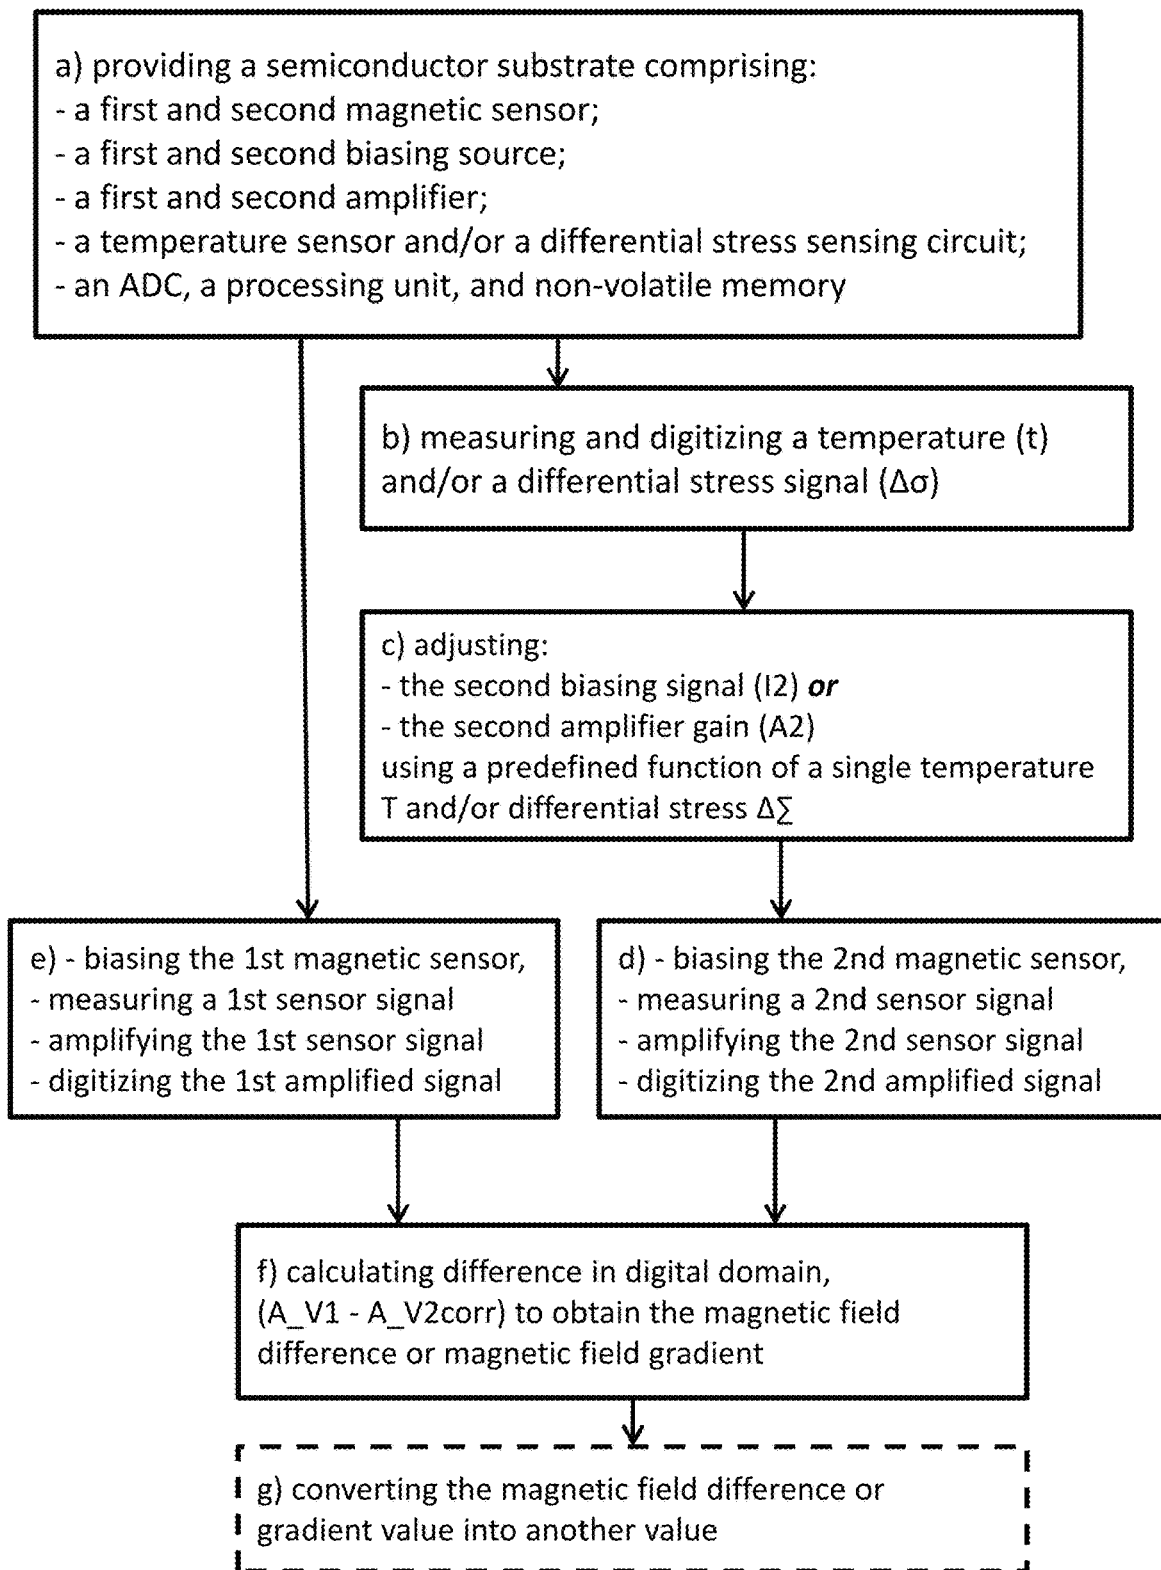 a) providing a semiconductor substrate comprising:
- a first and second magnetic sensor;
- a first and second biasing source;
- a first and second amplifier;
- a temperature sensor and/or a differential stress sensing circuit;
- an ADC, a processing unit, and non-volatile memory
b) measuring and digitizing a temperature (t)
and/or a differential stress signal (Δσ)
c) adjusting:
- the second biasing signal (I2) or
- the second amplifier gain (A2)
using a predefined function of a single temperature
T and/or differential stress Δ∑
e) - biasing the 1st magnetic sensor,
- measuring a 1st sensor signal
- amplifying the 1st sensor signal
- digitizing the 1st amplified signal
d) - biasing the 2nd magnetic sensor,
- measuring a 2nd sensor signal
- amplifying the 2nd sensor signal
- digitizing the 2nd amplified signal
f) calculating difference in digital domain,
(A_V1 - A_V2corr) to obtain the magnetic field
difference or magnetic field gradient
g) converting the magnetic field difference or
gradient value into another value